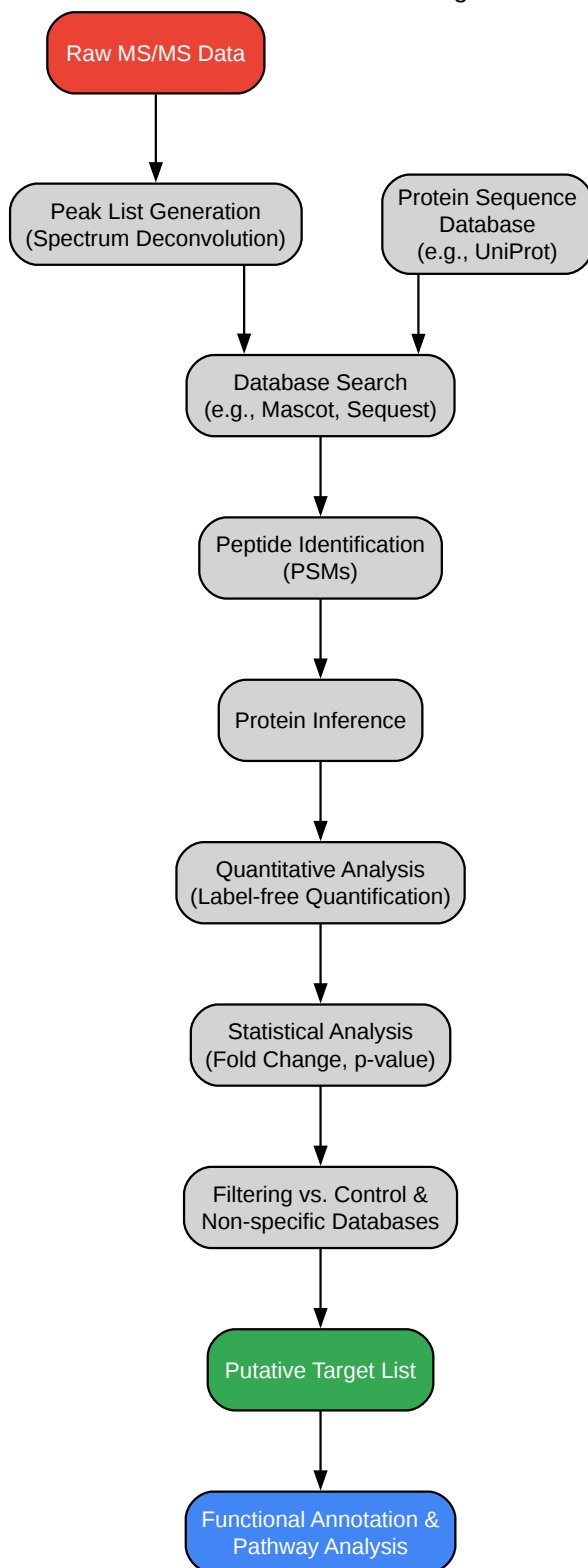 Raw MS/MS Data
Peak List Generation
(Spectrum Deconvolution)
Protein Sequence
Database
(e.g., UniProt)
Database Search
(e.g., Mascot, Sequest)
Peptide Identification
(PSMs)
Protein Inference
Quantitative Analysis
(Label-free Quantification)
Statistical Analysis
(Fold Change, p-value)
Filtering vs. Control &
Non-specific Databases
Putative Target List
Functional Annotation &
Pathway Analysis